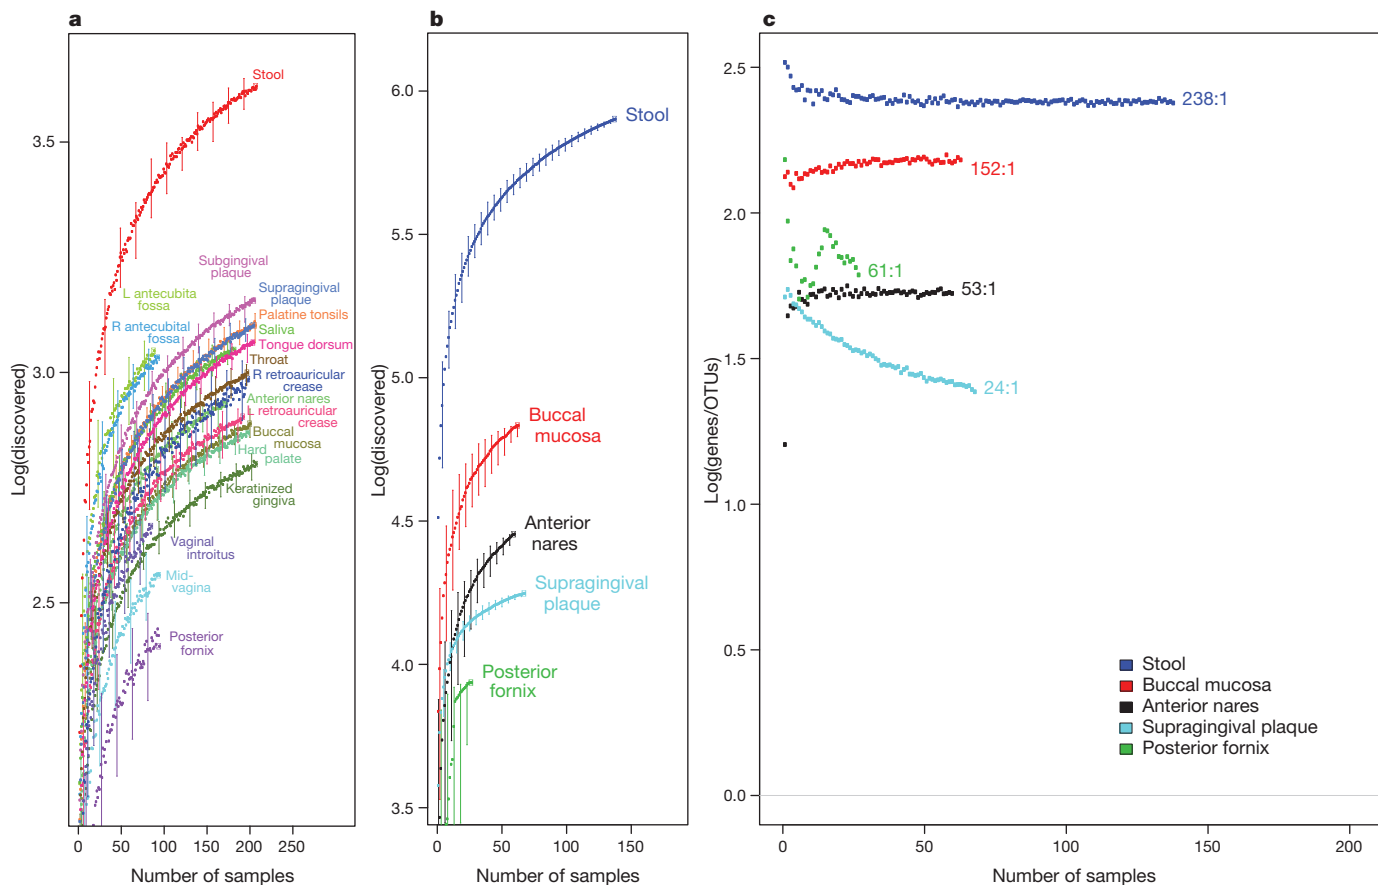 a
Log(discovered)
3.5
3.0
2.5
Stool
Subgingival
plaque
L antecubita
fossa
Supragingival
plaque
R antecubital
fossa
Palatine tonsils
Saliva
Tongue dorsum
Throat
R retroauricular
crease
Anterior nares
L retroauricular
crease
Buccal
mucosa
Hard
palate
Keratinized
gingiva
Vaginal
introitus
Mid-
vagina
Posterior
fornix
0 50 100 150 200 250
Number of samples
b
Log(discovered)
6.0
5.5
5.0
4.5
4.0
3.5
Stool
Buccal
mucosa
Anterior
nares
Supragingival
plaque
Posterior
fornix
0 50 100 150
Number of samples
c
Log(genes/OTUs)
2.5
2.0
1.5
1.0
0.5
0.0
238:1
152:1
61:1
53:1
24:1
Stool
Buccal mucosa
Anterior nares
Supragingival plaque
Posterior fornix
0 50 100 150 200
Number of samples